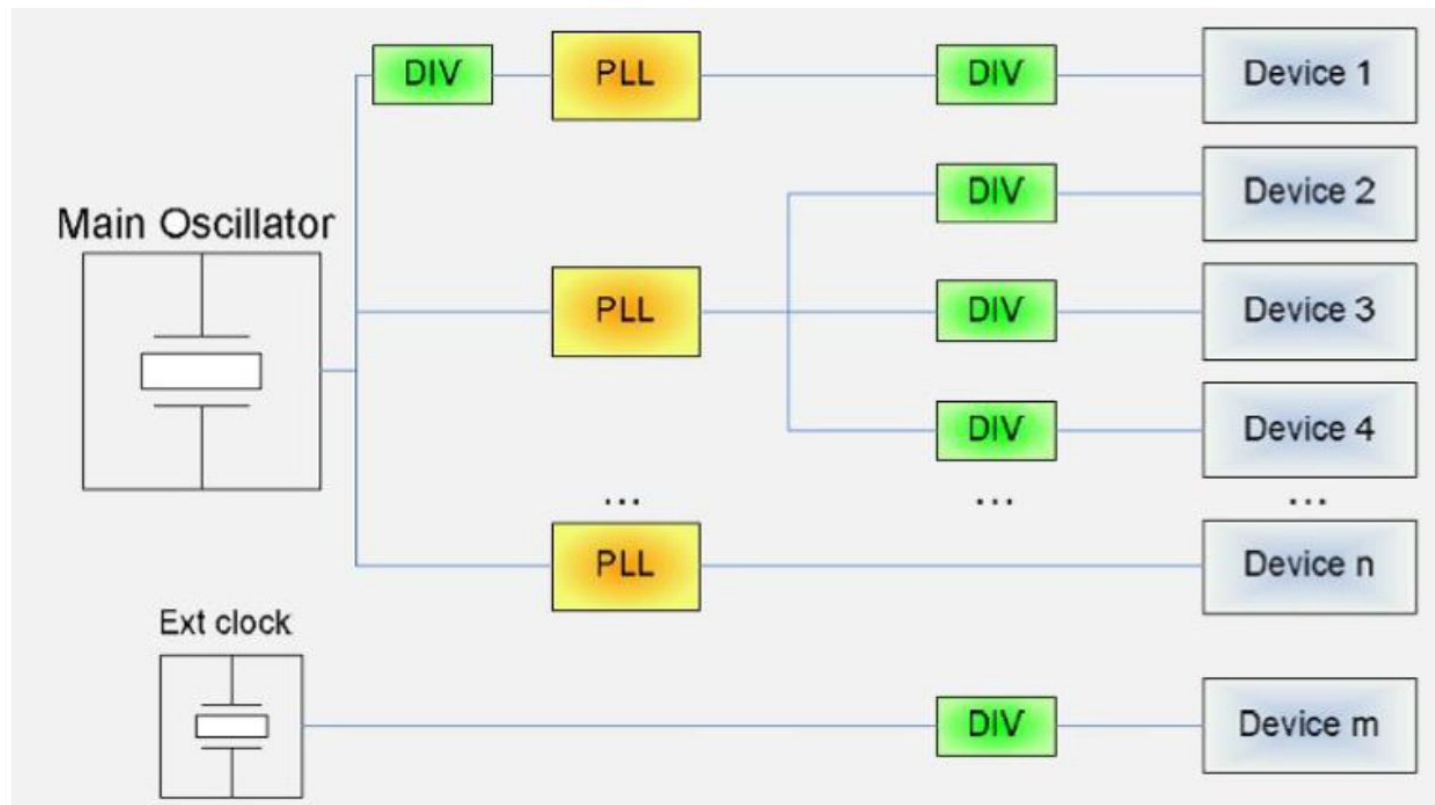 DIV PLL DIV Device 1
DIV Device 2
Main Oscillator
PLL DIV Device 3
DIV Device 4
... ... ...
PLL Device n
Ext clock
DIV Device m